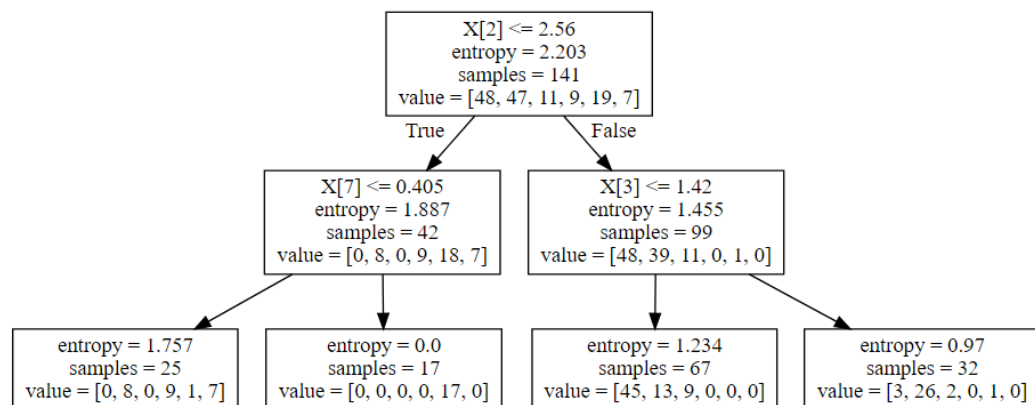 X[2] <= 2.56
entropy = 2.203
samples = 141
value = [48, 47, 11, 9, 19, 7]
True
False
X[7] <= 0.405
entropy = 1.887
samples = 42
value = [0, 8, 0, 9, 18, 7]
X[3] <= 1.42
entropy = 1.455
samples = 99
value = [48, 39, 11, 0, 1, 0]
entropy = 1.757
samples = 25
value = [0, 8, 0, 9, 1, 7]
entropy = 0.0
samples = 17
value = [0, 0, 0, 0, 17, 0]
entropy = 1.234
samples = 67
value = [45, 13, 9, 0, 0, 0]
entropy = 0.97
samples = 32
value = [3, 26, 2, 0, 1, 0]